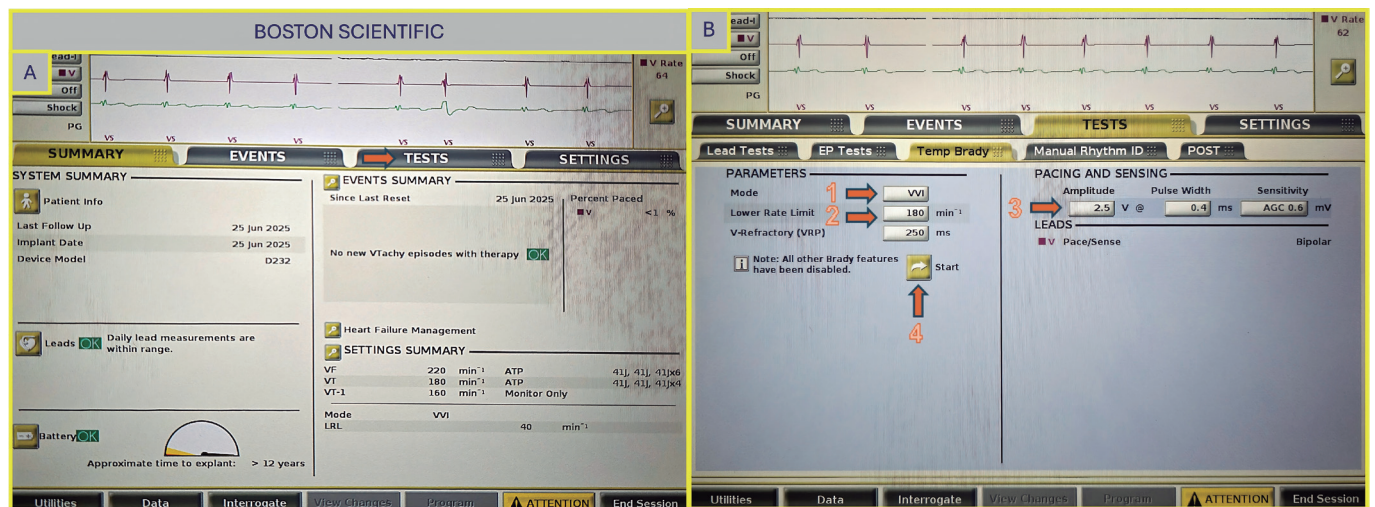 BOSTON SCIENTIFIC
A
ead-I
V
Off
Shock
PG
V Rate
64
VS VS VS VS VS VS VS VS
SUMMARY EVENTS TESTS SETTINGS
SYSTEM SUMMARY
Patient Info
Last Follow Up 25 Jun 2025
Implant Date 25 Jun 2025
Device Model D232
Leads OK Daily lead measurements are
within range.
Battery OK
Approximate time to explant: > 12 years
EVENTS SUMMARY
Since Last Reset 25 Jun 2025
No new VTachy episodes with therapy OK
Percent Paced
V <1 %
Heart Failure Management
SETTINGS SUMMARY
VF 220 min⁻¹ ATP 41J, 41J, 41Jx6
VT 180 min⁻¹ ATP 41J, 41J, 41Jx4
VT-1 160 min⁻¹ Monitor Only
Mode VVI
LRL 40 min⁻¹
Utilities Data Interrogate View Changes Program ATTENTION End Session
B
ead-I
V
Off
Shock
PG
V Rate
62
VS VS VS VS VS VS VS VS
SUMMARY EVENTS TESTS SETTINGS
Lead Tests EP Tests Temp Brady Manual Rhythm ID POST
PARAMETERS
Mode 1 VVI
Lower Rate Limit 2 180 min⁻¹
V-Refractory (VRP) 250 ms
i Note: All other Brady features
have been disabled.
Start
4
PACING AND SENSING
Amplitude Pulse Width Sensitivity
3 2.5 V @ 0.4 ms AGC 0.6 mV
LEADS
V Pace/Sense Bipolar
Utilities Data Interrogate View Changes Program ATTENTION End Session